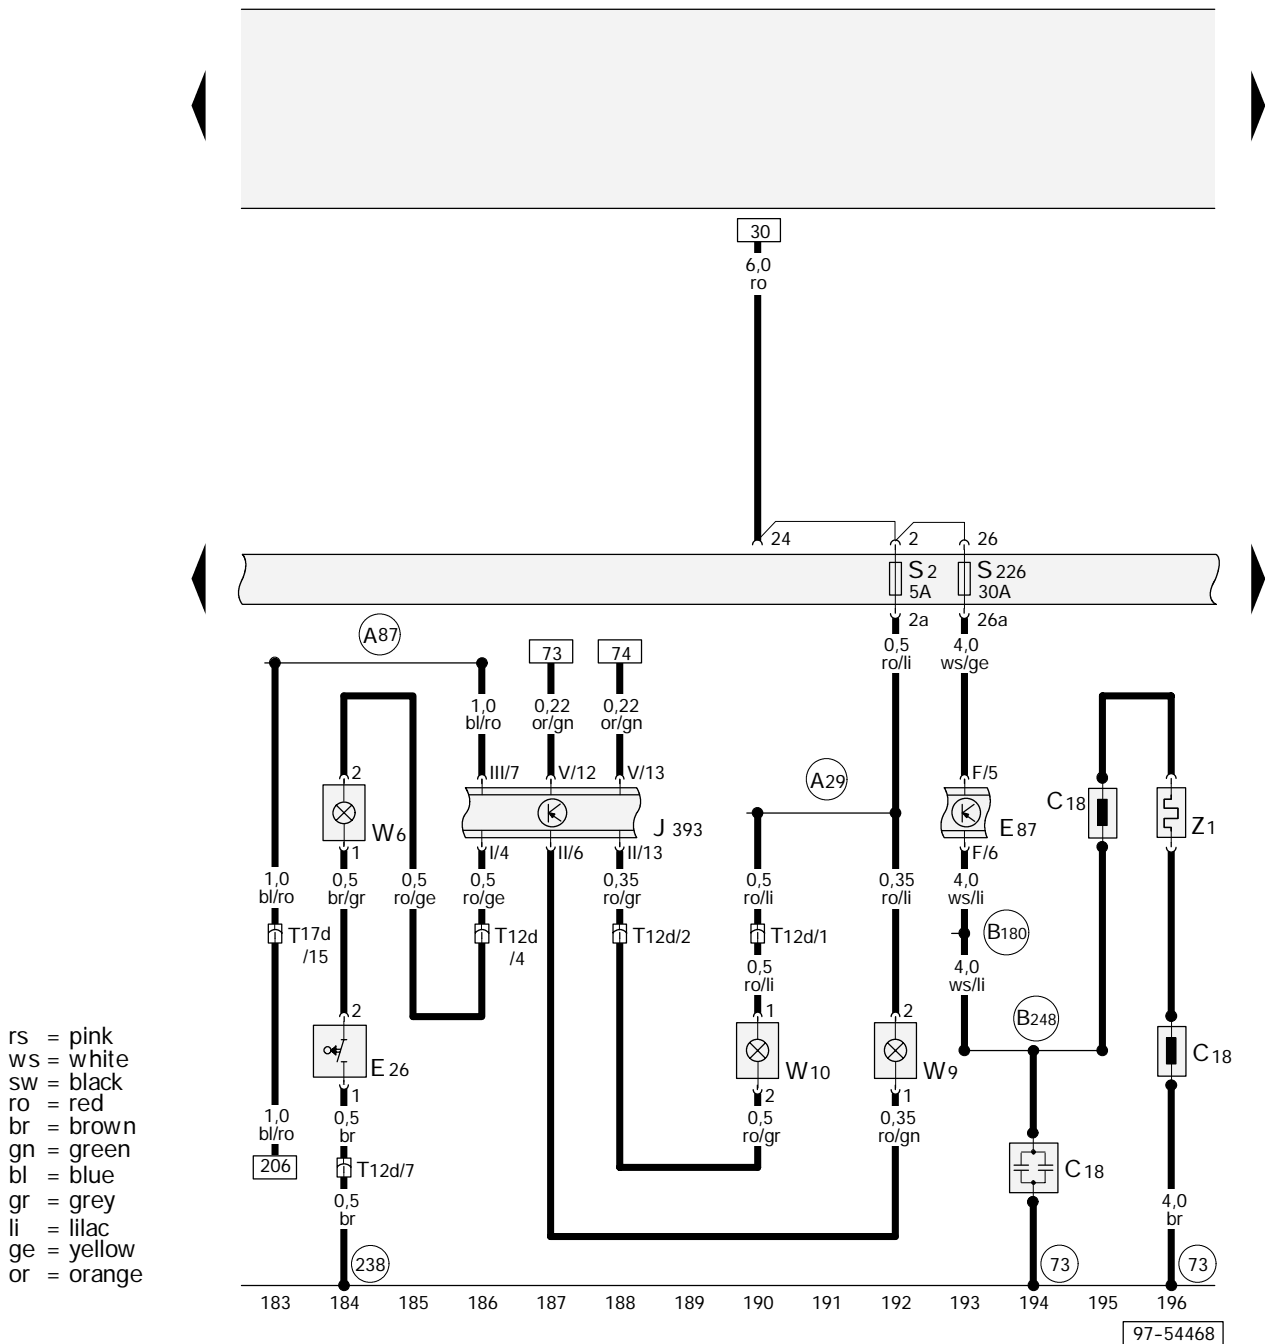 30
6,0
ro
24
2
26
S 2
5A
S 226
30A
2a
26a
A87
73
74
0,5
ro/li
4,0
ws/ge
1,0
bl/ro
0,22
or/gn
0,22
or/gn
2
III/7
V/12
V/13
A29
F/5
W6
J 393
E 87
C 18
Z1
1
I/4
II/6
II/13
F/6
1,0
bl/ro
0,5
br/gr
0,5
ro/ge
0,5
ro/ge
0,35
ro/gr
0,5
ro/li
0,35
ro/li
4,0
ws/li
T17d
/15
T12d
/4
T12d/2
T12d/1
B180
0,5
ro/li
4,0
ws/li
2
1
2
B248
E 26
W10
W9
C 18
1
2
1
1,0
bl/ro
0,5
br
0,5
ro/gr
0,35
ro/gn
206
T12d/7
C 18
0,5
br
4,0
br
238
73
73
rs = pink
ws = white
sw = black
ro = red
br = brown
gn = green
bl = blue
gr = grey
li = lilac
ge = yellow
or = orange
183 184 185 186 187 188 189 190 191 192 193 194 195 196
97-54468